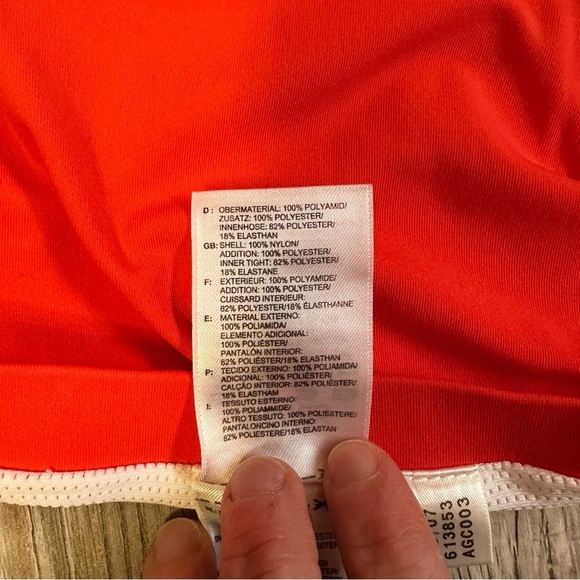 D: OBERMATERIAL: 100% POLYAMID/
ZUSATZ: 100% POLYESTER/
INNENHOSE: 82% POLYESTER/
18% ELASTHAN
GB: SHELL: 100% NYLON/
ADDITION: 100% POLYESTER/
INNER TIGHT: 82% POLYESTER/
18% ELASTANE
F: EXTERIEUR: 100% POLYAMIDE/
ADDITION: 100% POLYESTER/
CUISSARD INTERIEUR:
82% POLYESTER/18% ÉLASTHANNE
E: MATERIAL EXTERNO:
100% POLIAMIDA/
ELEMENTO ADICIONAL:
100% POLIÉSTER/
PANTALÓN INTERIOR:
82% POLIÉSTER/18% ELASTHAN
P: TECIDO EXTERNO: 100% POLIAMIDA/
ADICIONAL: 100% POLIÉSTER/
CALÇÃO INTERIOR: 82% POLIÉSTER/
18% ELASTHAM
I: TESSUTO ESTERNO:
100% POLIAMMIDE/
ALTRO TESSUTO: 100% POLIESTERE/
PANTALONCINO INTERNO:
82% POLIESTERE/18% ELASTAN
07
613853
AGC003